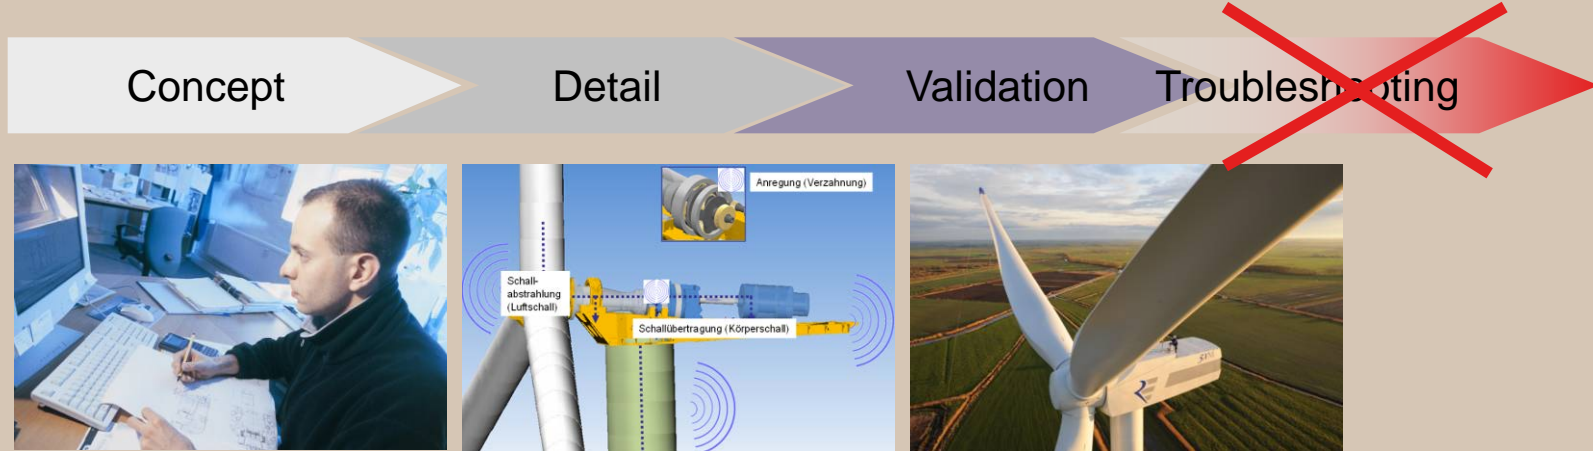 Concept
Detail
Validation
Troubleshooting
Anregung (Verzahnung)
Schall-
abstrahlung
(Luftschall)
Schallübertragung (Körperschall)